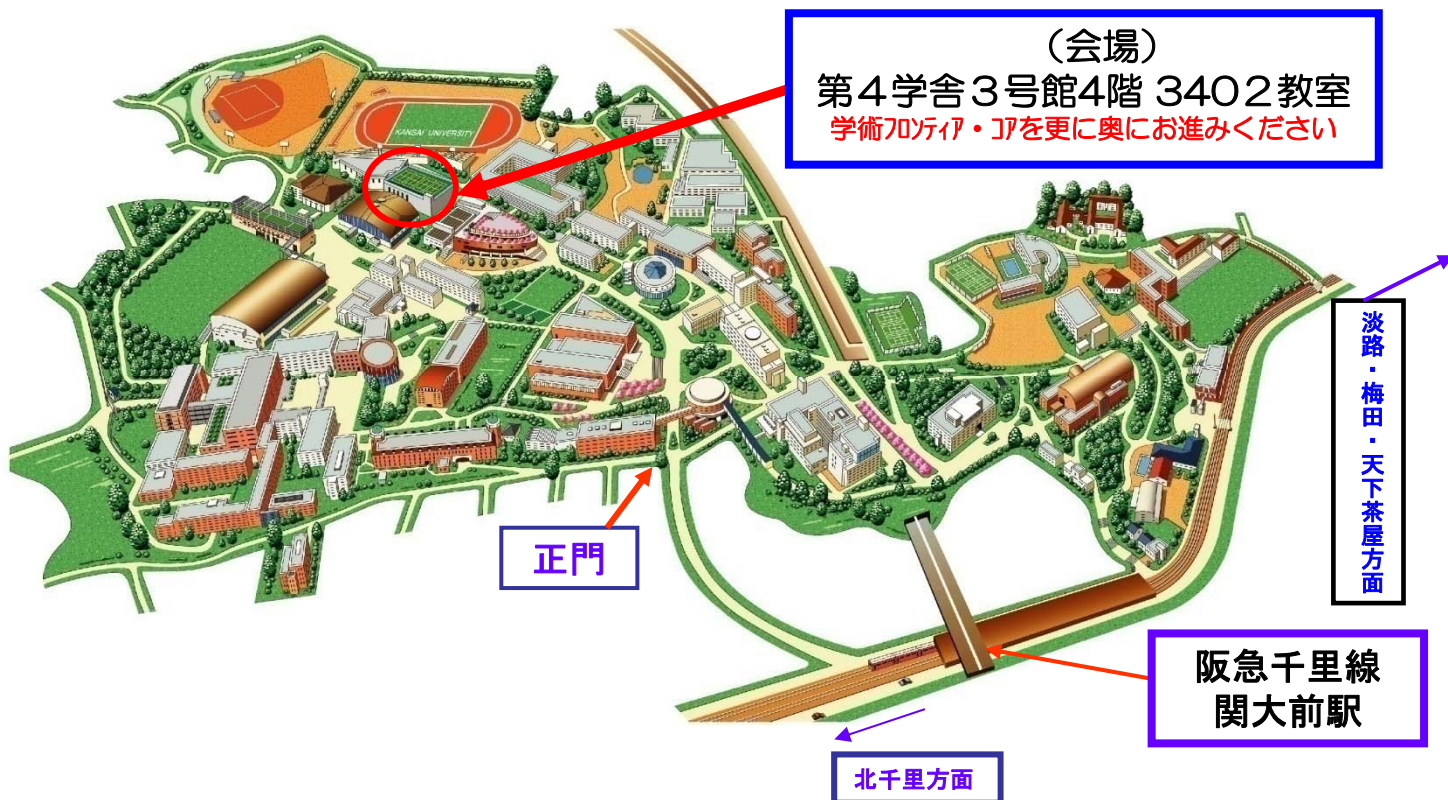 （会場）
第４学舎３号館4階 3４０２教室
学術ﾌﾛﾝﾃｨｱ・ｺｱを更に奥にお進みください
KANSAI UNIVERSITY
淡路・梅田・天下茶屋方面
正門
阪急千里線
関大前駅
北千里方面